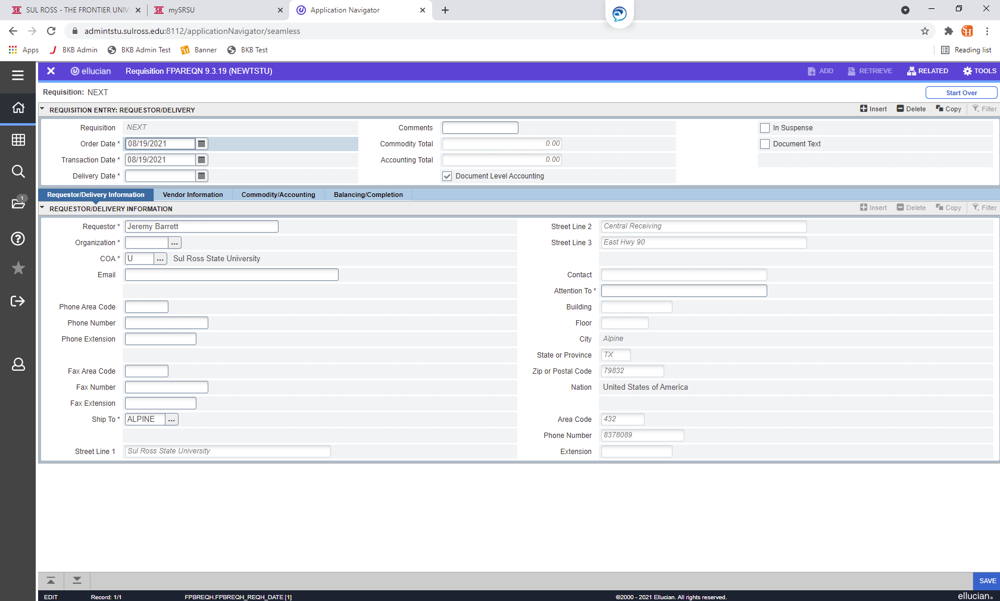 SUL ROSS - THE FRONTIER UNIV
mySRSU
Application Navigator
admintstu.sulross.edu:8112/applicationNavigator/seamless
Apps
BKB Admin
BKB Admin Test
Banner
BKB Test
Reading list
ellucian
Requisition FPAREQN 9.3.19 (NEWTSTU)
ADD
RETRIEVE
RELATED
TOOLS
Requisition: NEXT
Start Over
REQUISITION ENTRY: REQUESTOR/DELIVERY
Insert
Delete
Copy
Filter
Requisition NEXT
Comments
In Suspense
Order Date * 08/19/2021
Commodity Total 0.00
Document Text
Transaction Date * 08/19/2021
Accounting Total 0.00
Delivery Date *
Document Level Accounting
Requestor/Delivery Information
Vendor Information
Commodity/Accounting
Balancing/Completion
REQUESTOR/DELIVERY INFORMATION
Insert
Delete
Copy
Filter
Requestor * Jeremy Barrett
Street Line 2 Central Receiving
Organization * ...
Street Line 3 East Hwy 90
COA * U ... Sul Ross State University
Email
Contact
Attention To *
Phone Area Code
Building
Phone Number
Floor
Phone Extension
City Alpine
State or Province TX
Fax Area Code
Zip or Postal Code 79832
Fax Number
Nation United States of America
Fax Extension
Ship To * ALPINE ...
Area Code 432
Phone Number 8378089
Street Line 1 Sul Ross State University
Extension
1
SAVE
EDIT
Record: 1/1
FPBREQH.FPBREQH_REQH_DATE [1]
©2000 - 2021 Ellucian. All rights reserved.
ellucian